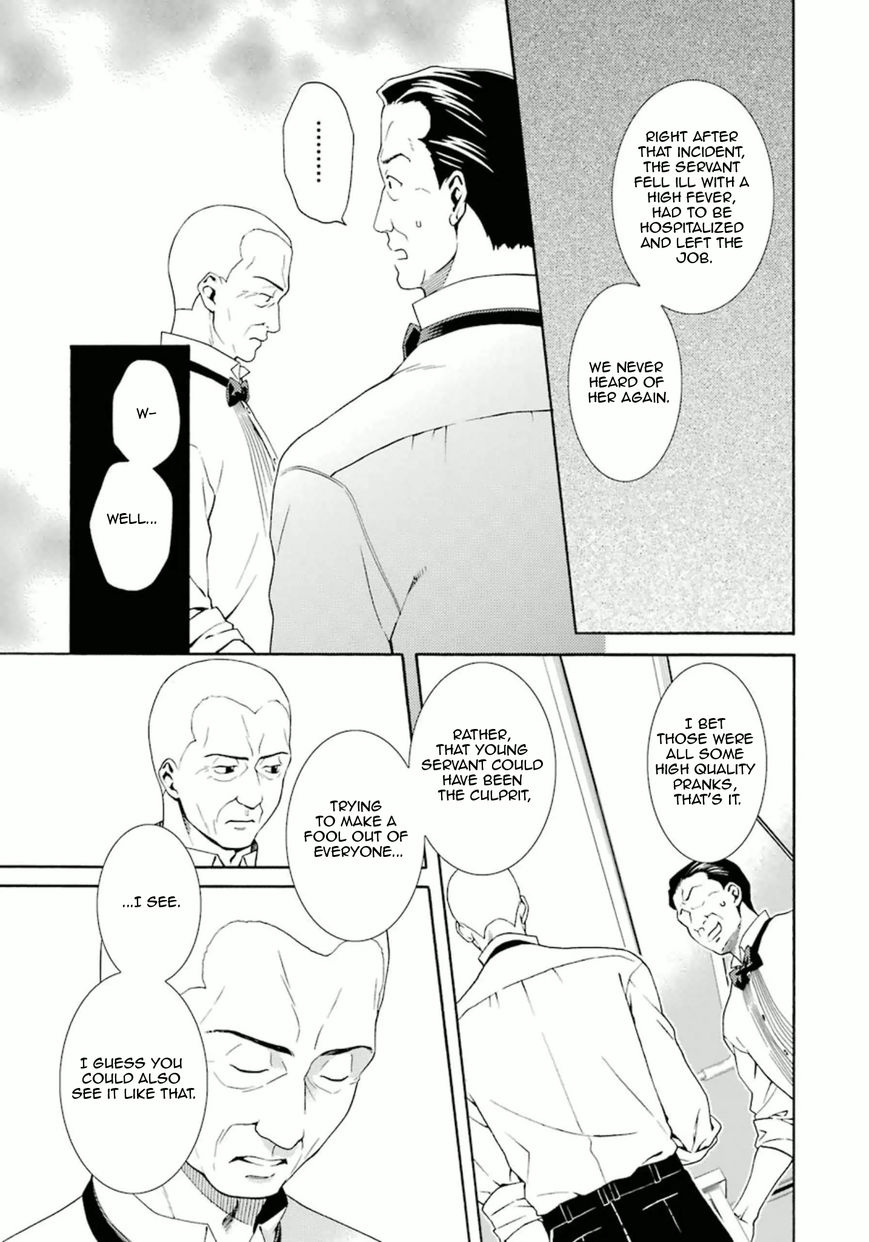 RIGHT AFTER
THAT INCIDENT,
THE SERVANT
FELL ILL WITH A
HIGH FEVER,
HAD TO BE
HOSPITALIZED
AND LEFT THE
JOB.
WE NEVER
HEARD OF
HER AGAIN.
.........
W-
WELL...
I BET
THOSE WERE
ALL SOME
HIGH QUALITY
PRANKS,
THAT'S IT.
RATHER,
THAT YOUNG
SERVANT COULD
HAVE BEEN
THE CULPRIT,
TRYING
TO MAKE A
FOOL OUT OF
EVERYONE...
...I SEE.
I GUESS YOU
COULD ALSO
SEE IT LIKE THAT.